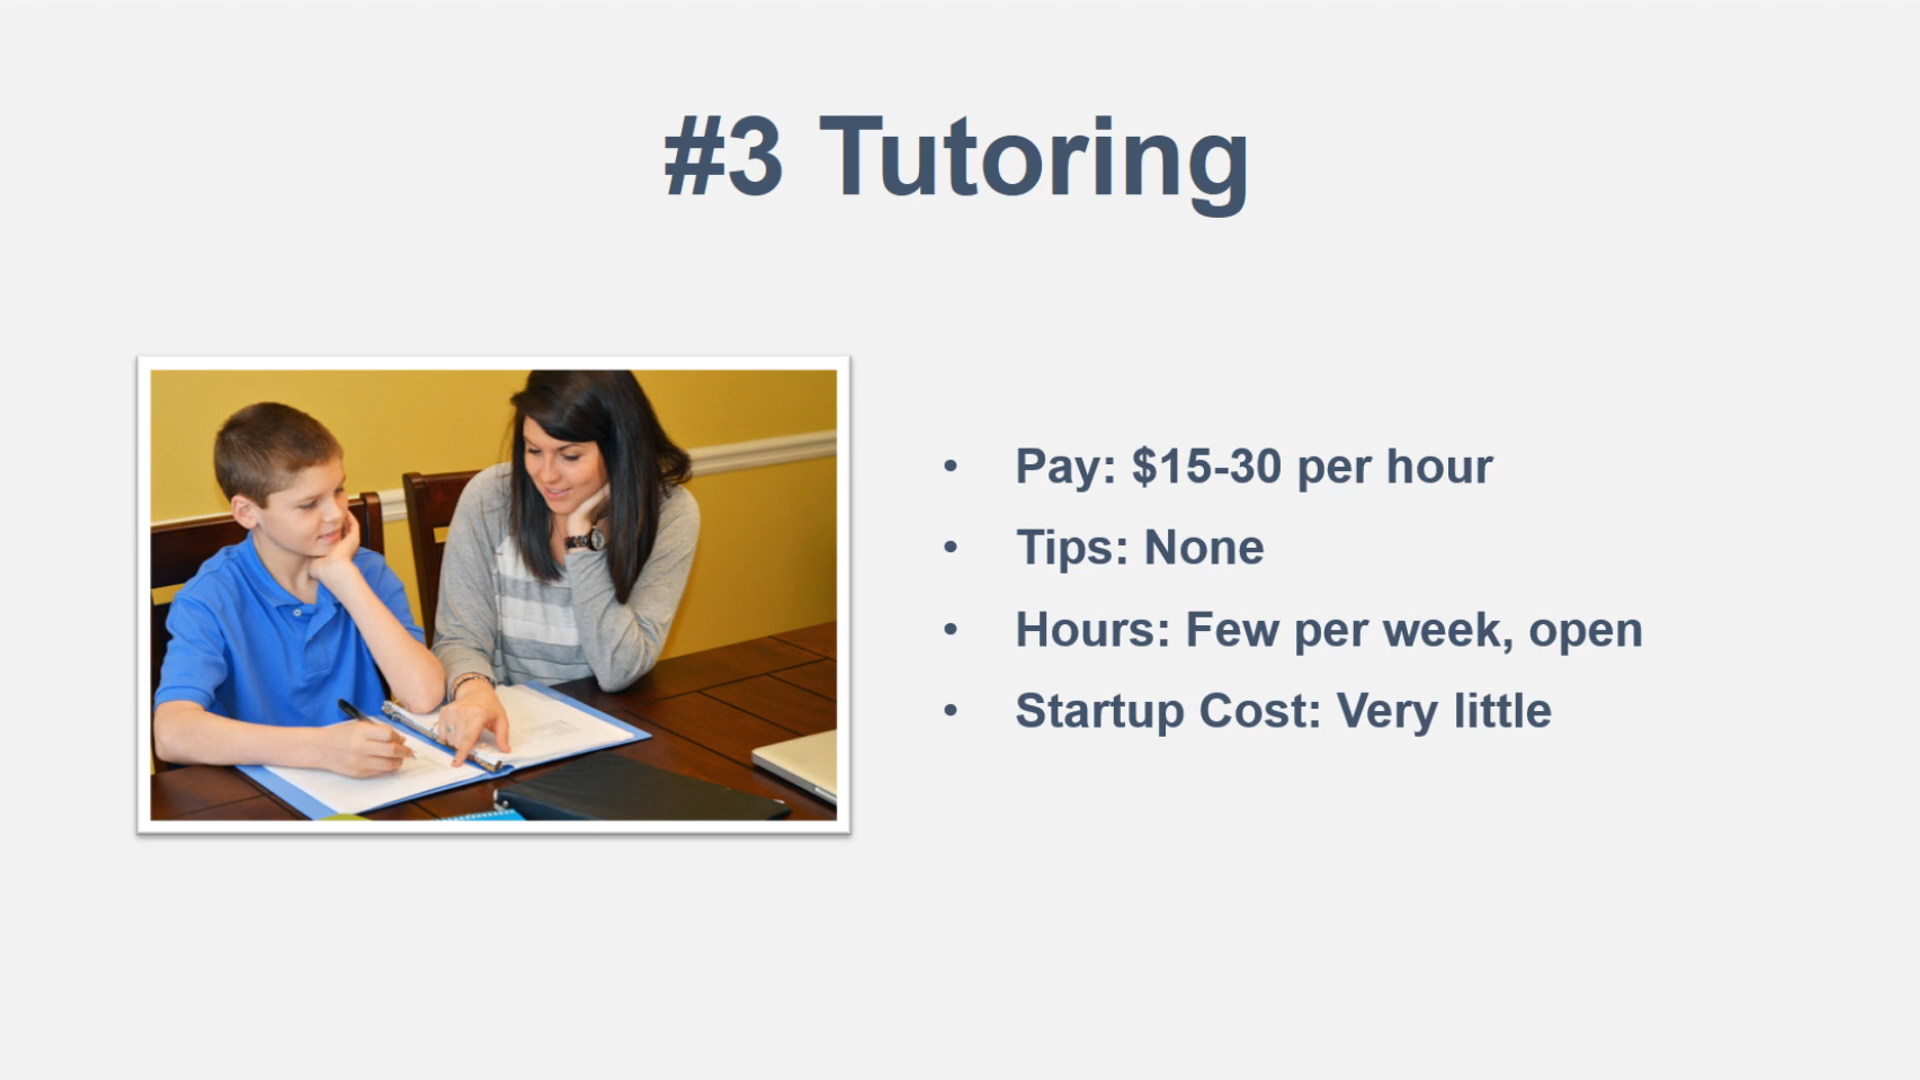 #3 Tutoring
• Pay: $15-30 per hour
• Tips: None
• Hours: Few per week, open
• Startup Cost: Very little